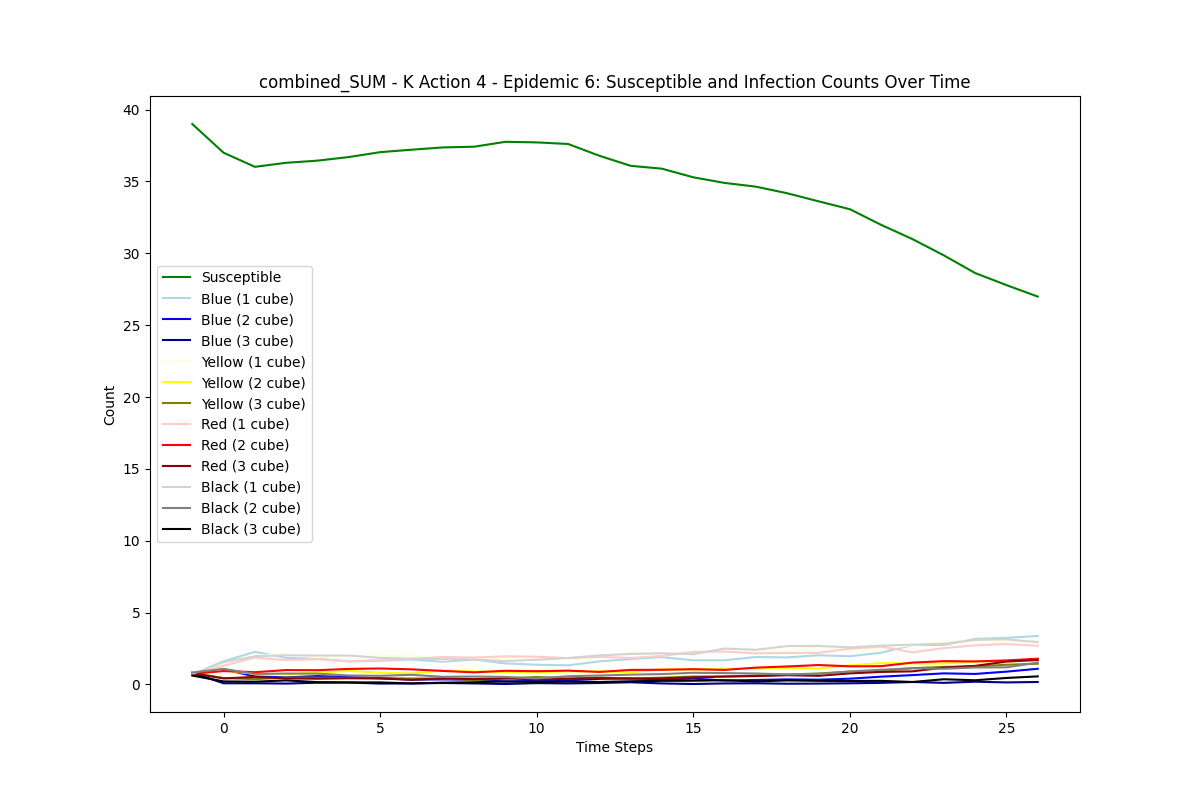 combined_SUM - K Action 4 - Epidemic 6: Susceptible and Infection Counts Over Time
40
35
30
25
20
15
10
5
0
Count
Susceptible
Blue (1 cube)
Blue (2 cube)
Blue (3 cube)
Yellow (1 cube)
Yellow (2 cube)
Yellow (3 cube)
Red (1 cube)
Red (2 cube)
Red (3 cube)
Black (1 cube)
Black (2 cube)
Black (3 cube)
0 5 10 15 20 25
Time Steps